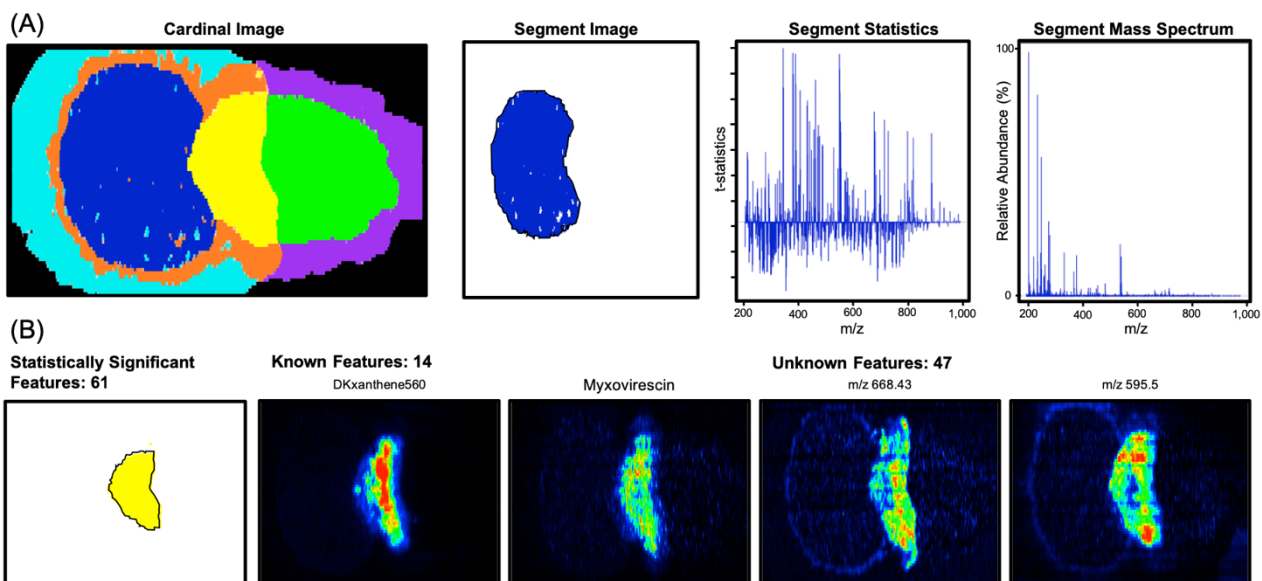 (A)
Cardinal Image
Segment Image
Segment Statistics
Segment Mass Spectrum
t-statistics
200
400
600
800
1,000
m/z
100
Relative Abundance (%)
0
200
400
600
800
1,000
m/z
(B)
Statistically Significant
Features: 61
Known Features: 14
Unknown Features: 47
DKxanthene560
Myxovirescin
m/z 668.43
m/z 595.5